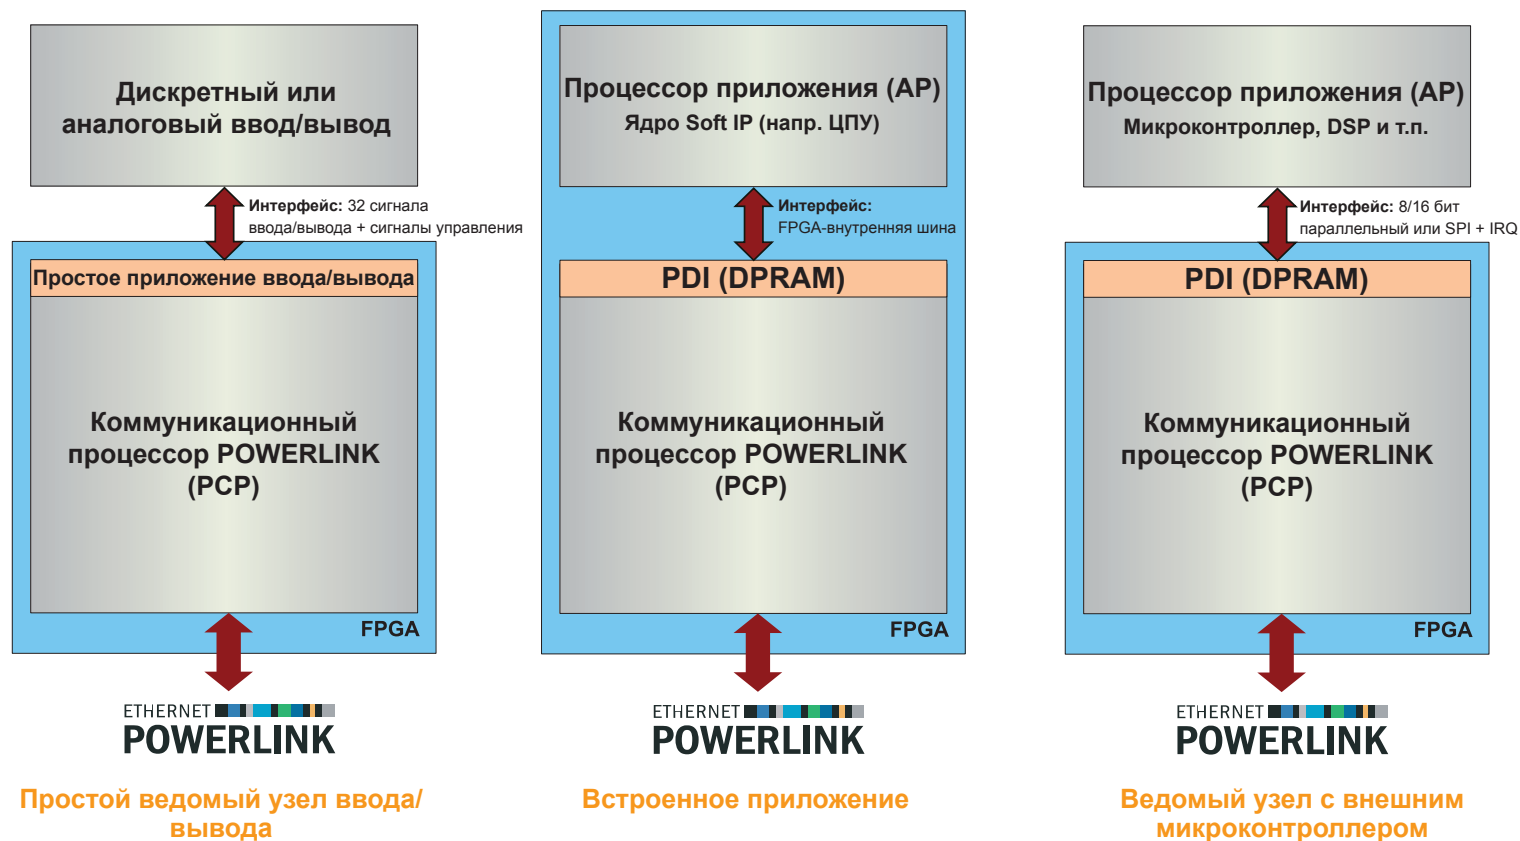 Дискретный или
аналоговый ввод/вывод
Интерфейс: 32 сигнала
ввода/вывода + сигналы управления
Простое приложение ввода/вывода
Коммуникационный
процессор POWERLINK
(PCP)
FPGA
ETHERNET
POWERLINK
Простой ведомый узел ввода/
вывода
Процессор приложения (AP)
Ядро Soft IP (напр. ЦПУ)
Интерфейс:
FPGA-внутренняя шина
PDI (DPRAM)
Коммуникационный
процессор POWERLINK
(PCP)
FPGA
ETHERNET
POWERLINK
Встроенное приложение
Процессор приложения (AP)
Микроконтроллер, DSP и т.п.
Интерфейс: 8/16 бит
параллельный или SPI + IRQ
PDI (DPRAM)
Коммуникационный
процессор POWERLINK
(PCP)
FPGA
ETHERNET
POWERLINK
Ведомый узел с внешним
микроконтроллером